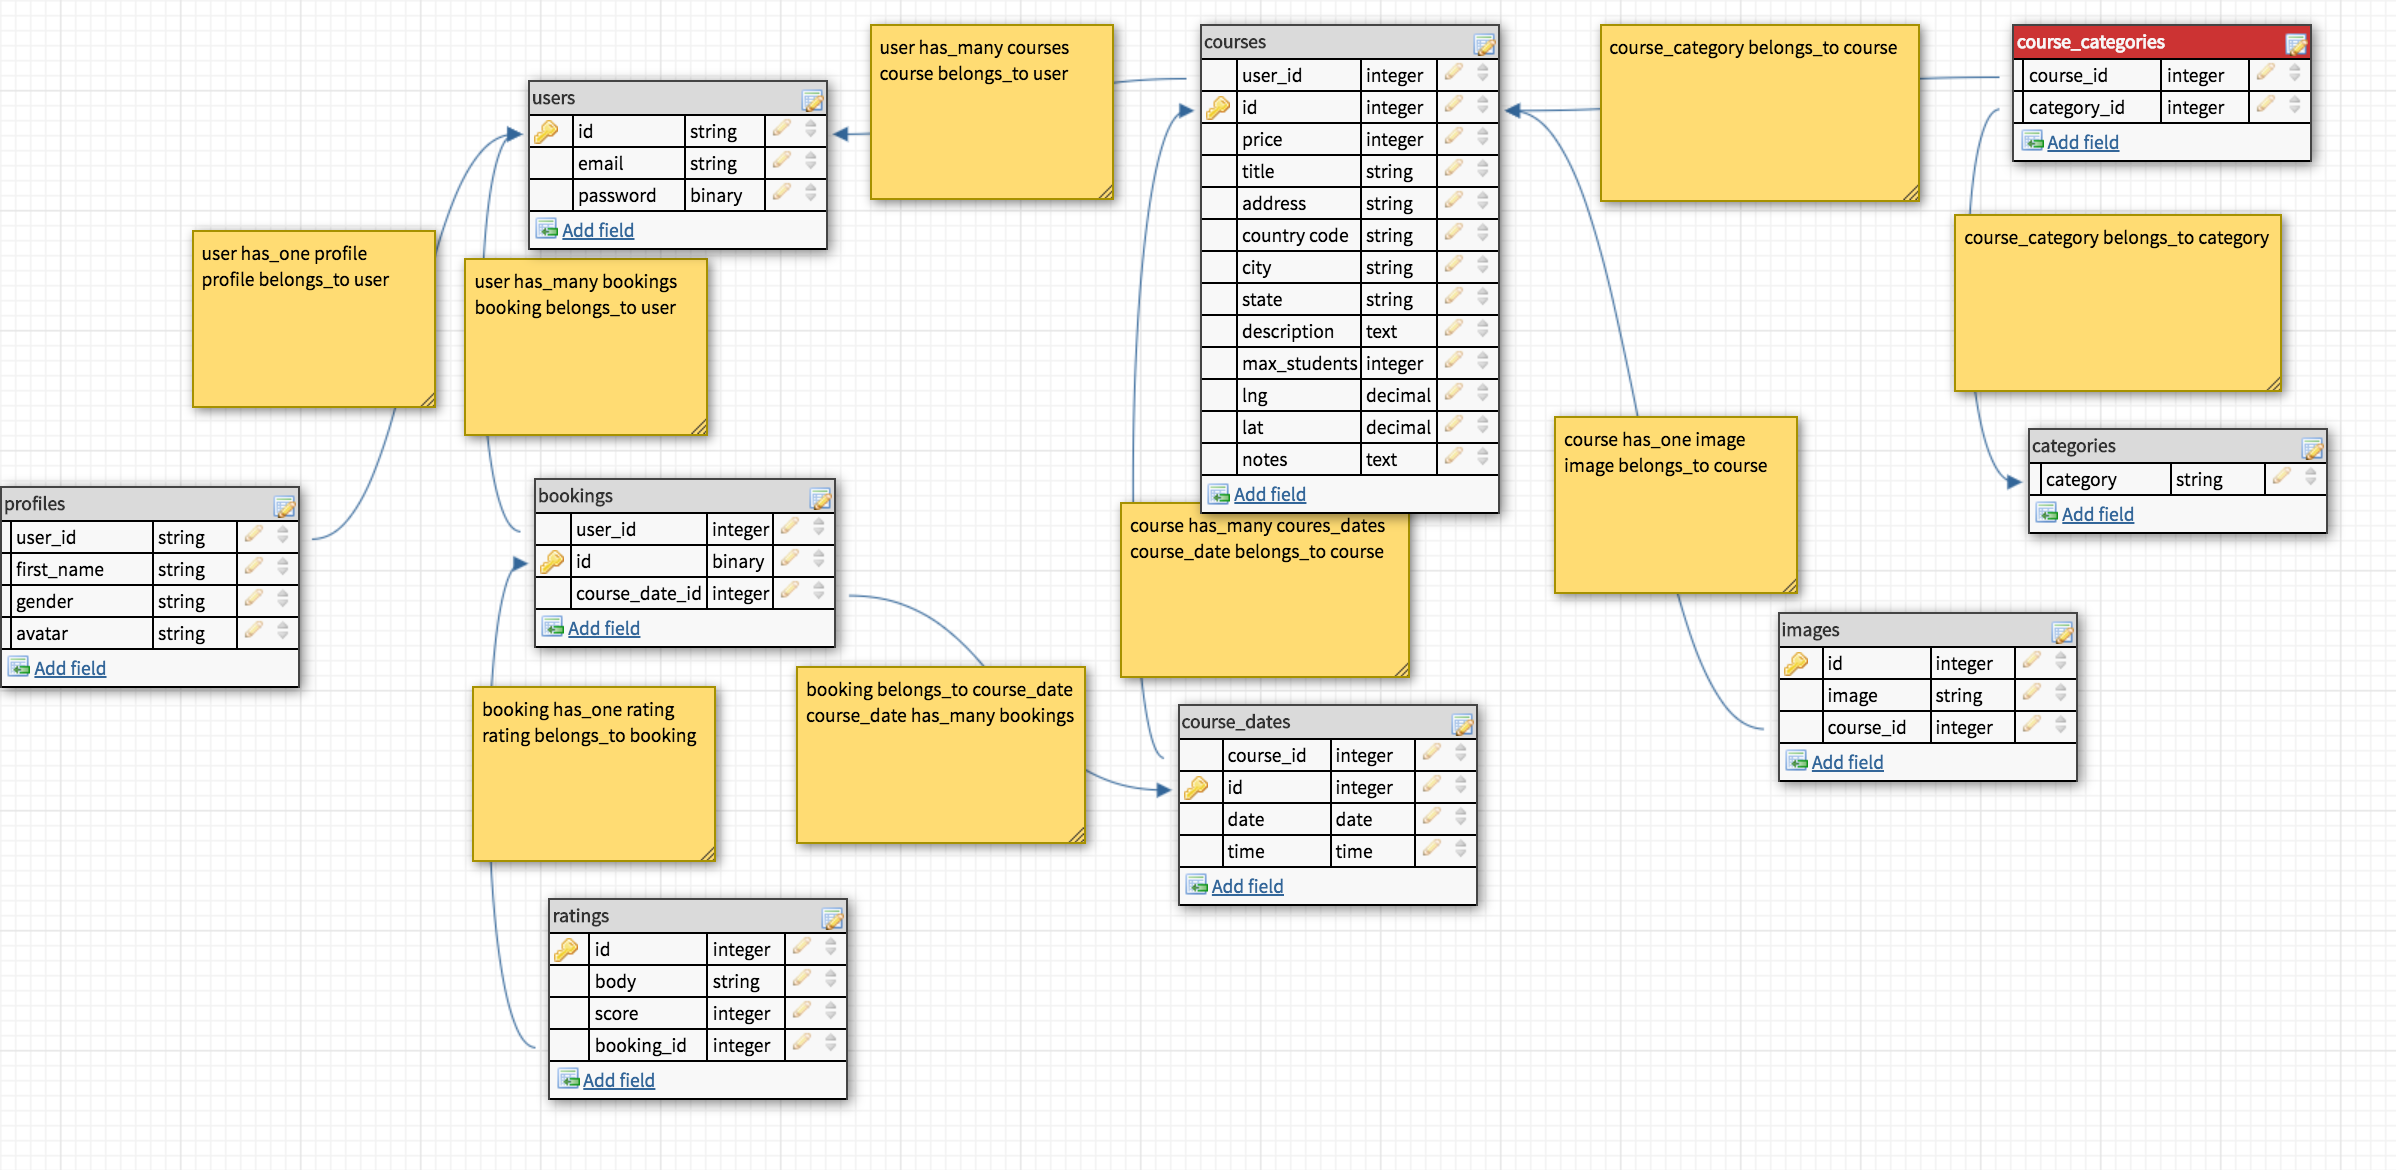 users
id string
email string
password binary
Add field
user has_many courses
course belongs_to user
courses
user_id integer
id integer
price integer
title string
address string
country code string
city string
state string
description text
max_students integer
lng decimal
lat decimal
notes text
Add field
course_category belongs_to course
course_categories
course_id integer
category_id integer
Add field
user has_one profile
profile belongs_to user
user has_many bookings
booking belongs_to user
course_category belongs_to category
course has_one image
image belongs_to course
categories
category string
Add field
profiles
user_id string
first_name string
gender string
avatar string
Add field
bookings
user_id integer
id binary
course_date_id integer
Add field
course has_many coures_dates
course_date belongs_to course
images
id integer
image string
course_id integer
Add field
booking has_one rating
rating belongs_to booking
booking belongs_to course_date
course_date has_many bookings
course_dates
course_id integer
id integer
date date
time time
Add field
ratings
id integer
body string
score integer
booking_id integer
Add field